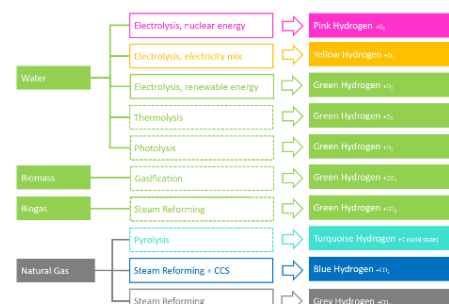 Electrolysis, nuclear energy
Pink Hydrogen +O₂
Electrolysis, electricity mix
Yellow Hydrogen +O₂
Water
Electrolysis, renewable energy
Green Hydrogen +O₂
Thermolysis
Green Hydrogen +O₂
Photolysis
Green Hydrogen +O₂
Biomass
Gasification
Green Hydrogen +CO₂
Biogas
Steam Reforming
Green Hydrogen +CO₂
Pyrolysis
Turquoise Hydrogen +C (solid state)
Natural Gas
Steam Reforming + CCS
Blue Hydrogen +CO₂
Steam Reforming
Grey Hydrogen +CO₂